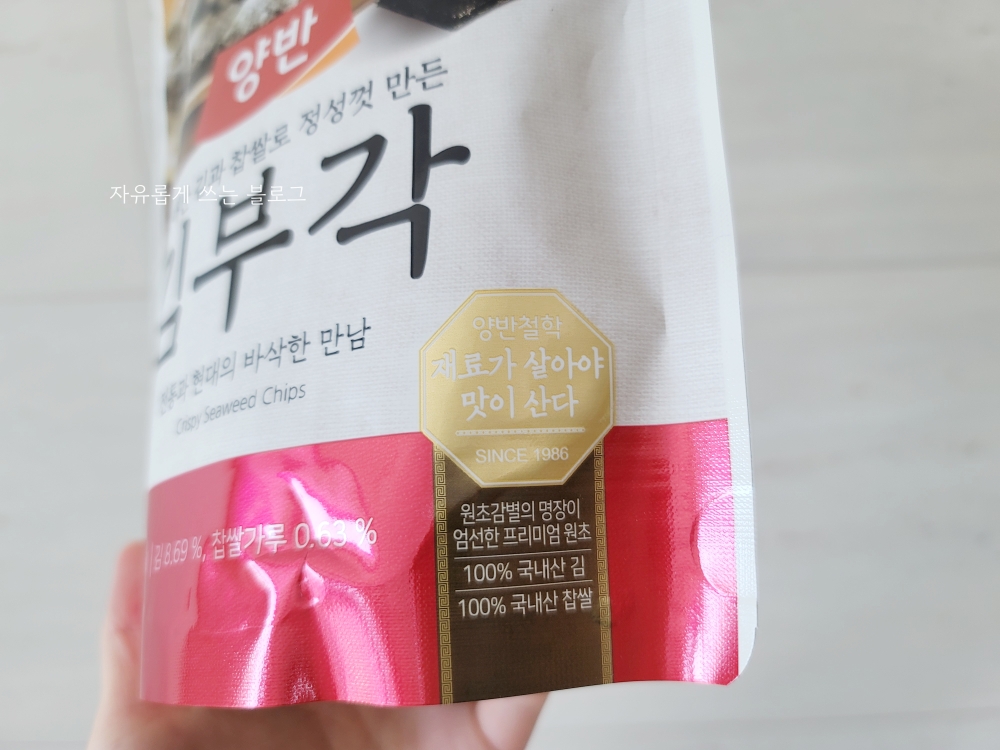 양반
김과 찹쌀로 정성껏 만든
김부각
자유롭게 쓰는 블로그
전통과 현대의 바삭한 만남
Crispy Seaweed Chips
김 8.69 %, 찹쌀가루 0.63 %
양반철학
재료가 살아야
맛이 산다
SINCE 1986
원초감별의 명장이
엄선한 프리미엄 원초
100% 국내산 김
100% 국내산 찹쌀